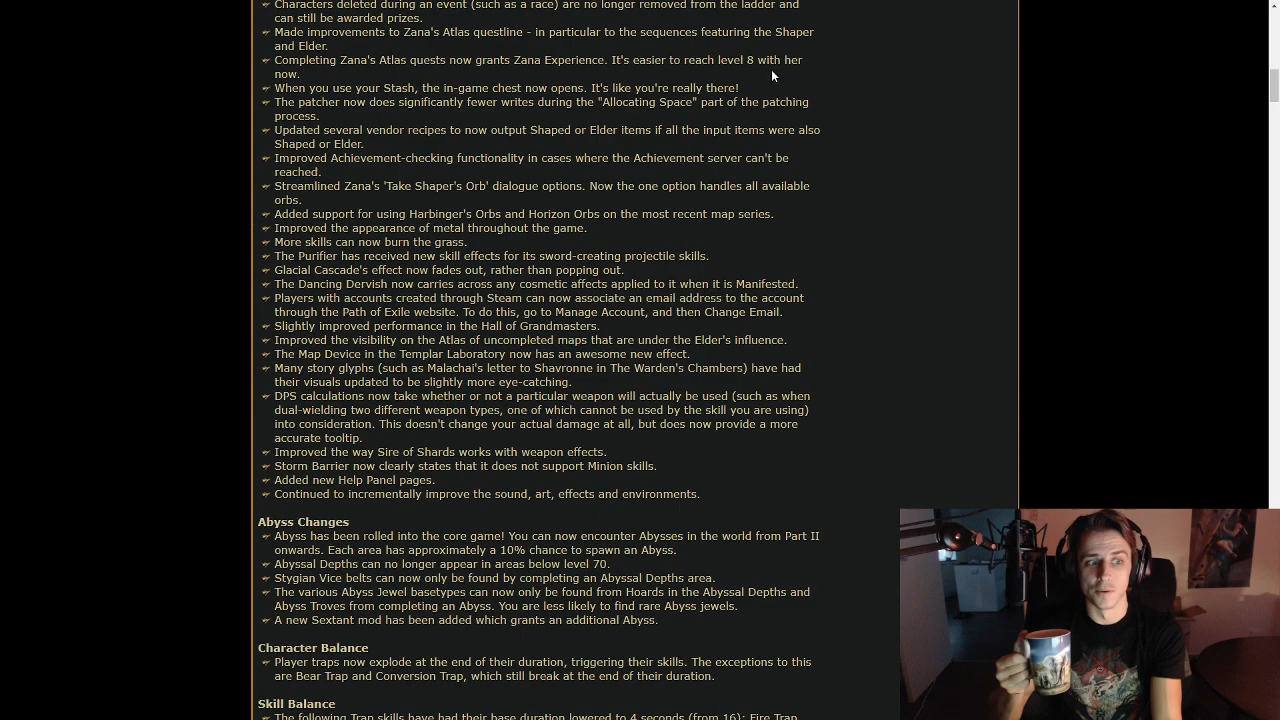 Characters deleted during an event (such as a race) are no longer removed from the ladder and
can still be awarded prizes.
Made improvements to Zana's Atlas questline - in particular to the sequences featuring the Shaper
and Elder.
Completing Zana's Atlas quests now grants Zana Experience. It's easier to reach level 8 with her
now.
When you use your Stash, the in-game chest now opens. It's like you're really there!
The patcher now does significantly fewer writes during the "Allocating Space" part of the patching
process.
Updated several vendor recipes to now output Shaped or Elder items if all the input items were also
Shaped or Elder.
Improved Achievement-checking functionality in cases where the Achievement server can't be
reached.
Streamlined Zana's 'Take Shaper's Orb' dialogue options. Now the one option handles all available
orbs.
Added support for using Harbinger's Orbs and Horizon Orbs on the most recent map series.
Improved the appearance of metal throughout the game.
More skills can now burn the grass.
The Purifier has received new skill effects for its sword-creating projectile skills.
Glacial Cascade's effect now fades out, rather than popping out.
The Dancing Dervish now carries across any cosmetic affects applied to it when it is Manifested.
Players with accounts created through Steam can now associate an email address to the account
through the Path of Exile website. To do this, go to Manage Account, and then Change Email.
Slightly improved performance in the Hall of Grandmasters.
Improved the visibility on the Atlas of uncompleted maps that are under the Elder's influence.
The Map Device in the Templar Laboratory now has an awesome new effect.
Many story glyphs (such as Malachai's letter to Shavronne in The Warden's Chambers) have had
their visuals updated to be slightly more eye-catching.
DPS calculations now take whether or not a particular weapon will actually be used (such as when
dual-wielding two different weapon types, one of which cannot be used by the skill you are using)
into consideration. This doesn't change your actual damage at all, but does now provide a more
accurate tooltip.
Improved the way Sire of Shards works with weapon effects.
Storm Barrier now clearly states that it does not support Minion skills.
Added new Help Panel pages.
Continued to incrementally improve the sound, art, effects and environments.
Abyss Changes
Abyss has been rolled into the core game! You can now encounter Abysses in the world from Part II
onwards. Each area has approximately a 10% chance to spawn an Abyss.
Abyssal Depths can no longer appear in areas below level 70.
Stygian Vice belts can now only be found by completing an Abyssal Depths area.
The various Abyss Jewel basetypes can now only be found from Hoards in the Abyssal Depths and
Abyss Troves from completing an Abyss. You are less likely to find rare Abyss jewels.
A new Sextant mod has been added which grants an additional Abyss.
Character Balance
Player traps now explode at the end of their duration, triggering their skills. The exceptions to this
are Bear Trap and Conversion Trap, which still break at the end of their duration.
Skill Balance
The following Trap skills have had their base duration lowered to 4 seconds (from 16): Fire Trap,